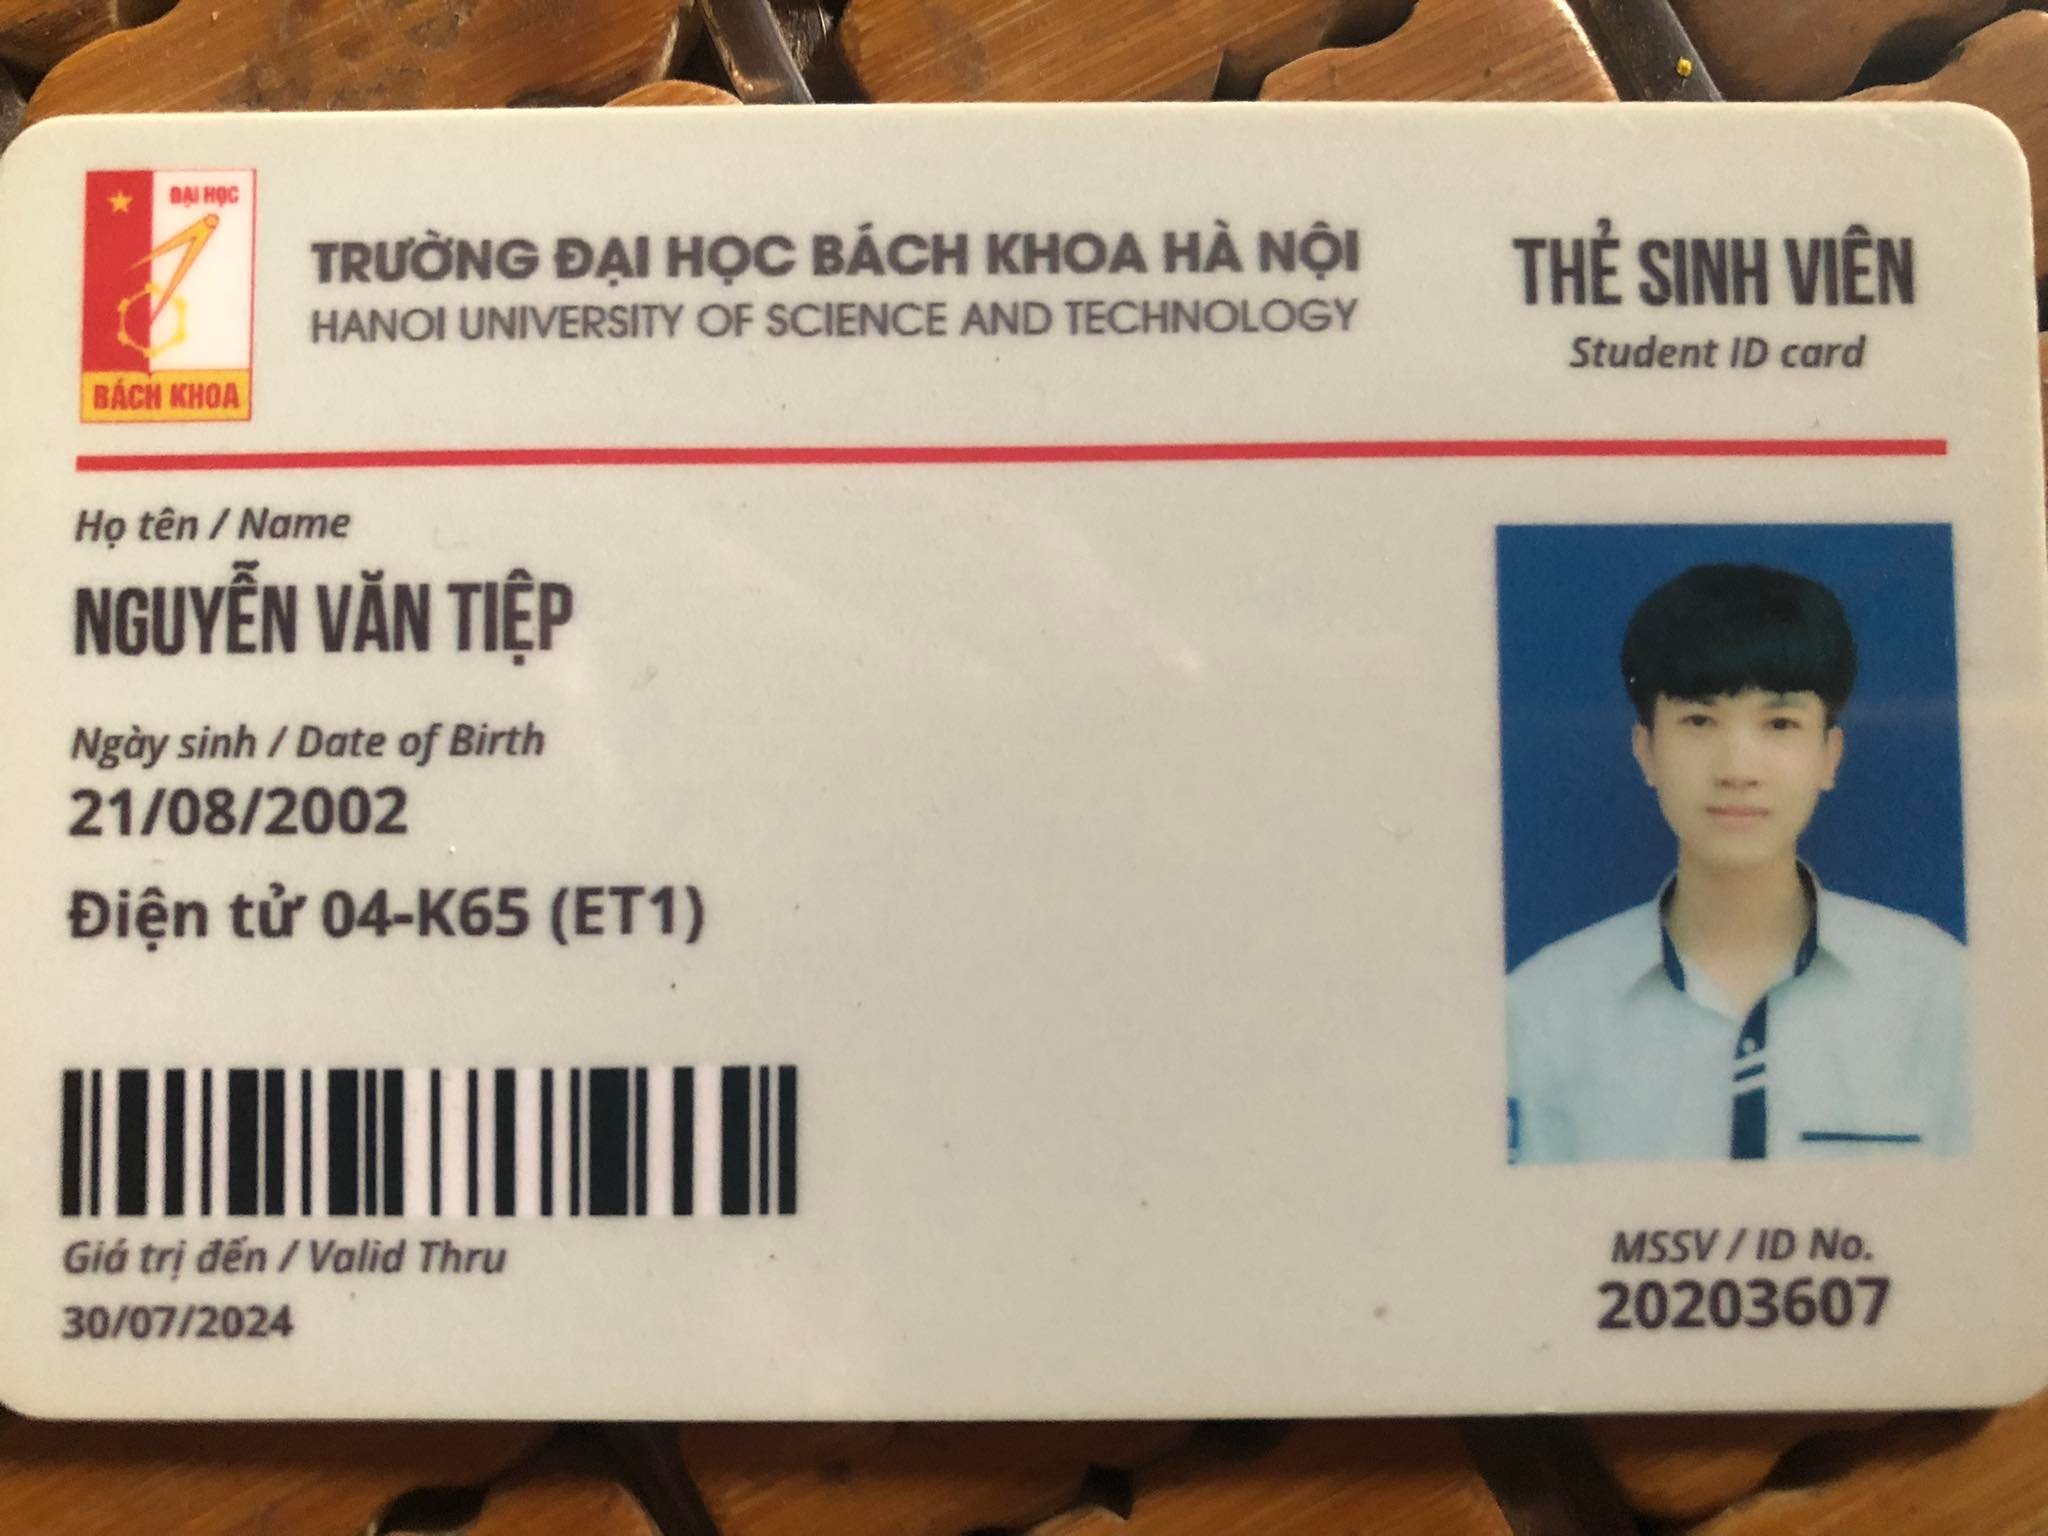 ĐẠI HỌC
BÁCH KHOA
TRƯỜNG ĐẠI HỌC BÁCH KHOA HÀ NỘI
HANOI UNIVERSITY OF SCIENCE AND TECHNOLOGY
THẺ SINH VIÊN
Student ID card
Họ tên / Name
NGUYỄN VĂN TIỆP
Ngày sinh / Date of Birth
21/08/2002
Điện tử 04-K65 (ET1)
Giá trị đến / Valid Thru
30/07/2024
MSSV / ID No.
20203607